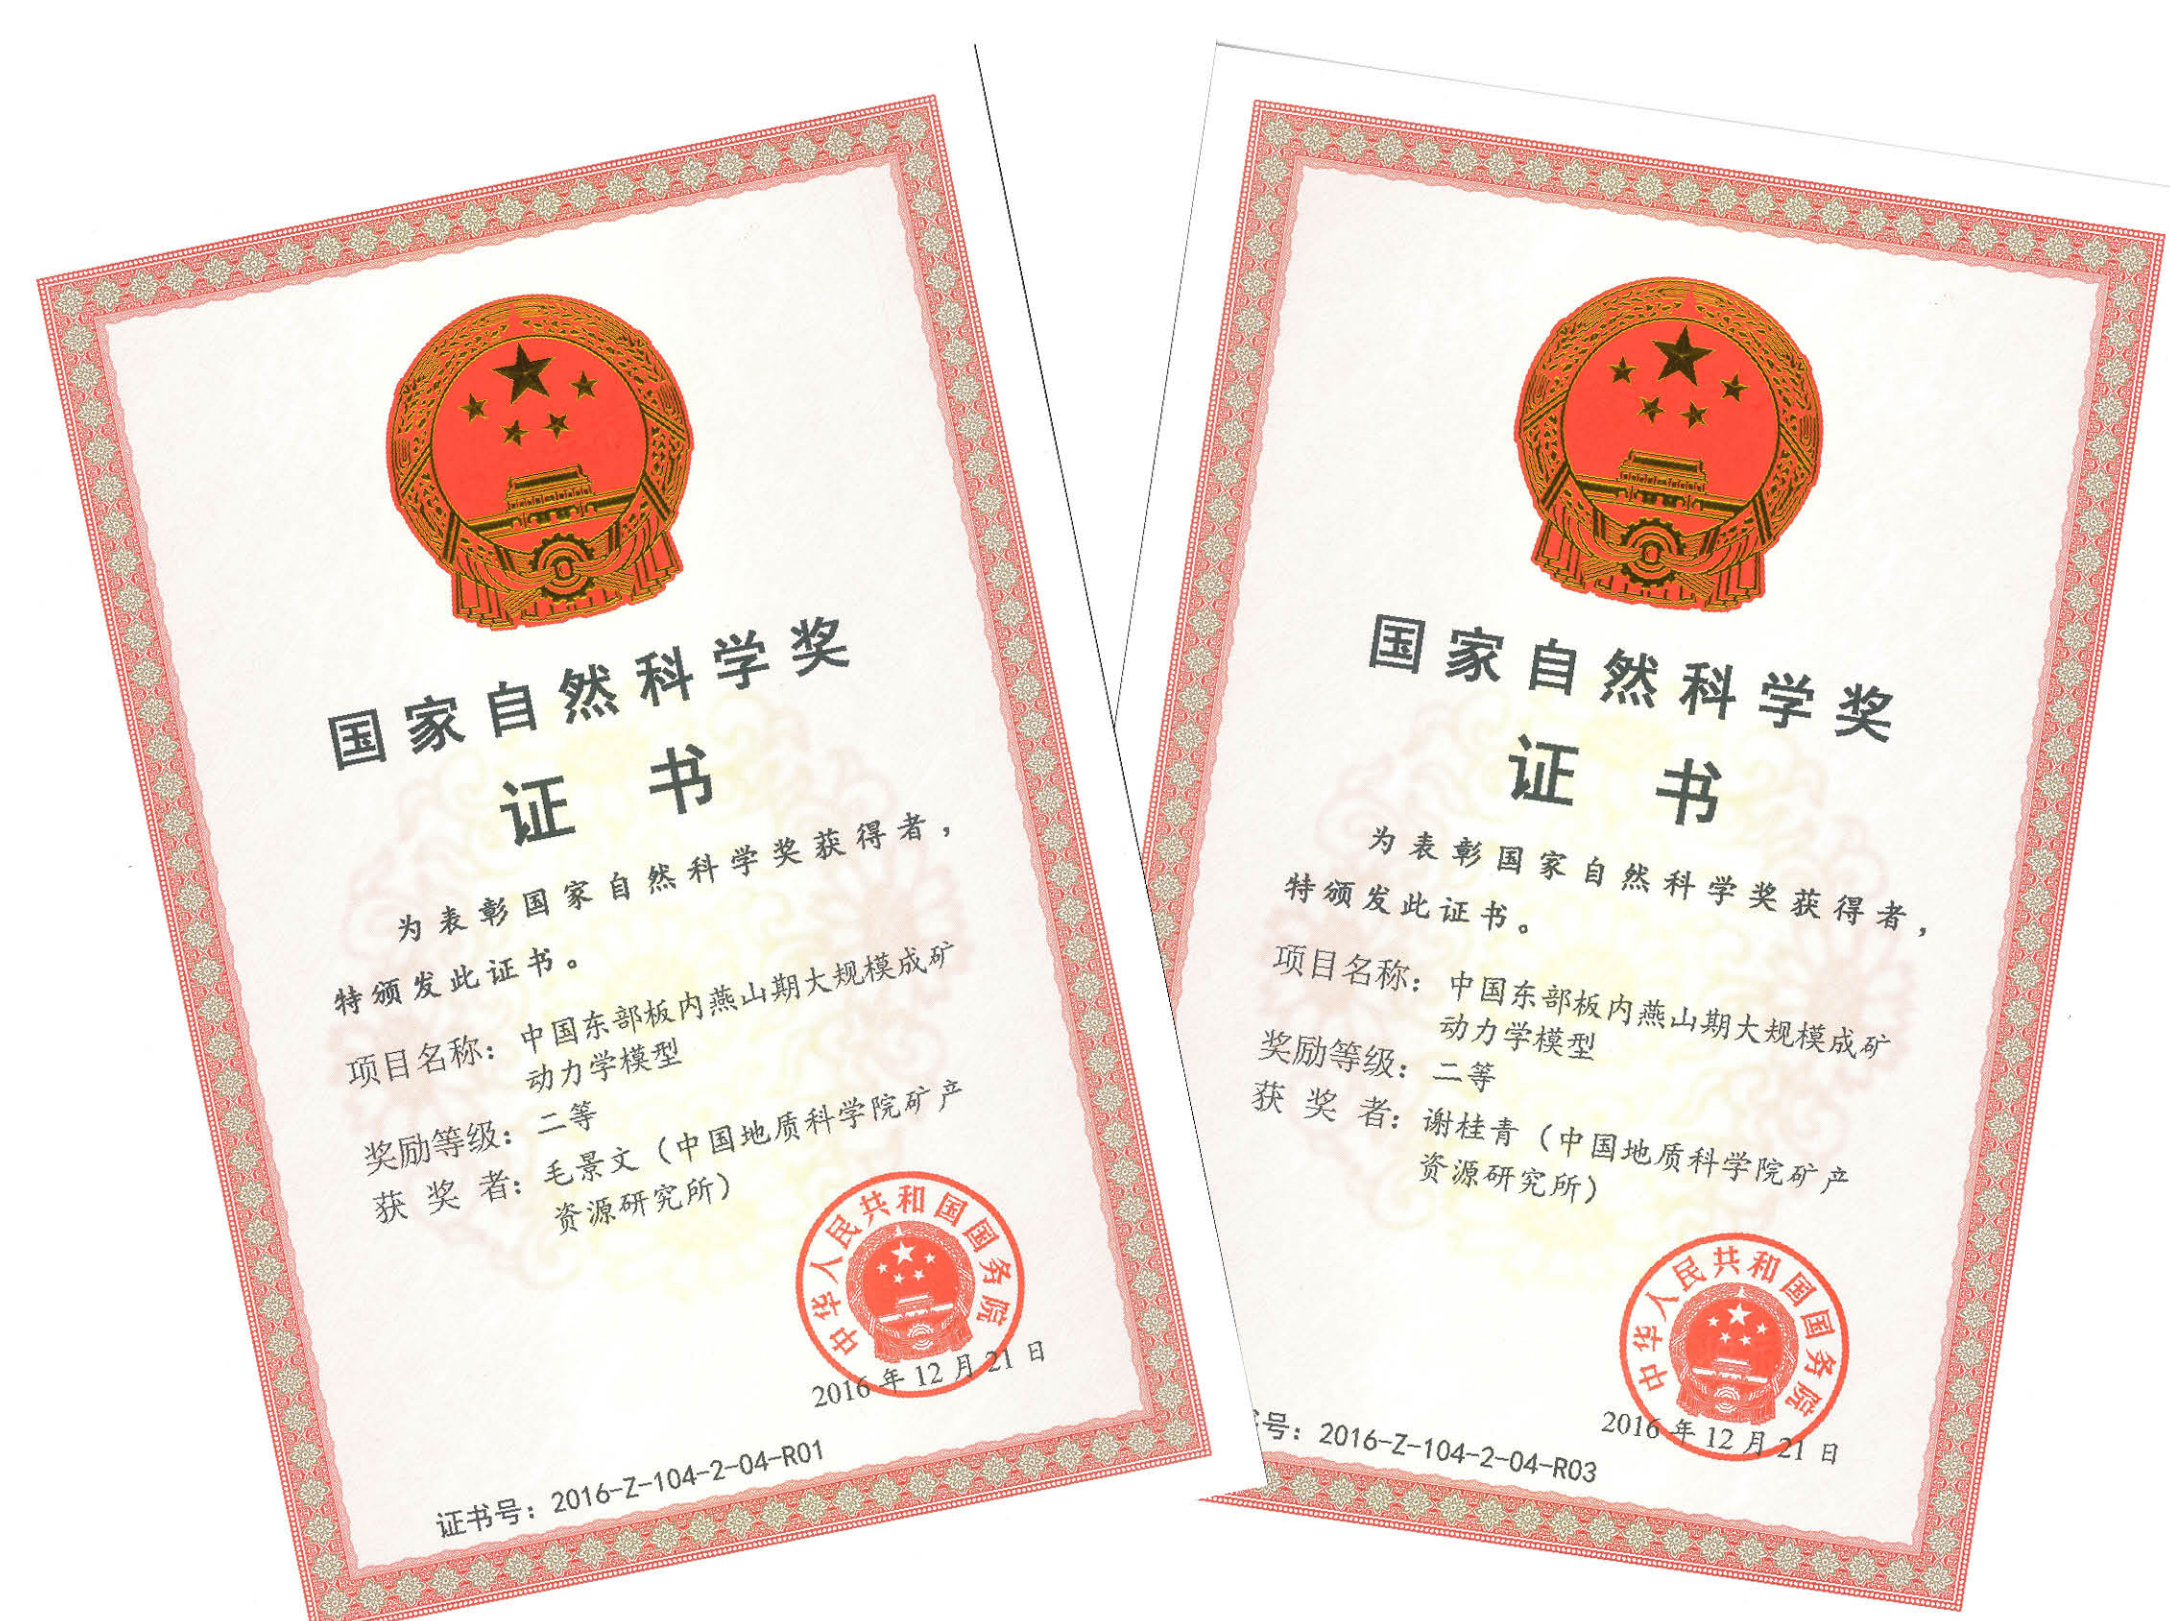 国家自然科学奖
证书
为表彰国家自然科学奖获得者，
特颁发此证书。
项目名称：中国东部板内燕山期大规模成矿
动力学模型
奖励等级：二等
获奖者：毛景文（中国地质科学院矿产
资源研究所）
中华人民共和国国务院
2016年12月21日
证书号：2016-Z-104-2-04-R01
国家自然科学奖
证书
为表彰国家自然科学奖获得者，
特颁发此证书。
项目名称：中国东部板内燕山期大规模成矿
动力学模型
奖励等级：二等
获奖者：谢桂青（中国地质科学院矿产
资源研究所）
中华人民共和国国务院
2016年12月21日
号：2016-Z-104-2-04-R03